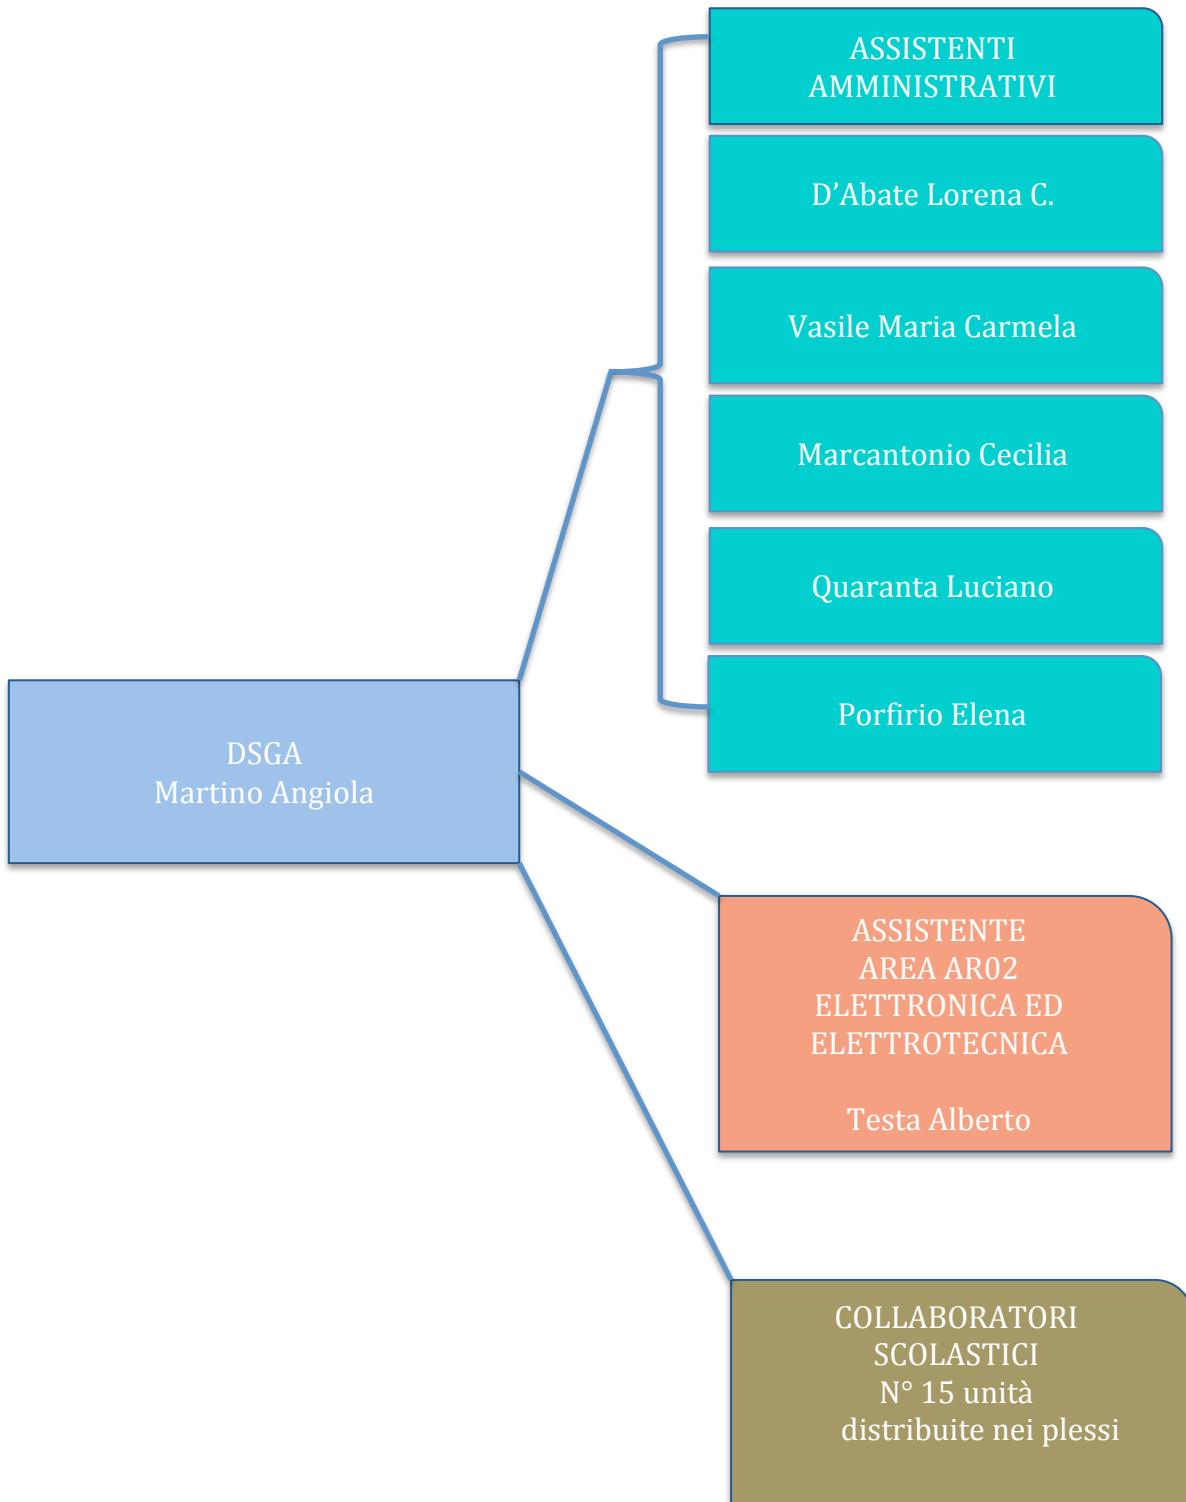 ASSISTENTI
AMMINISTRATIVI
D’Abate Lorena C.
Vasile Maria Carmela
Marcantonio Cecilia
Quaranta Luciano
Porfirio Elena
DSGA
Martino Angiola
ASSISTENTE
AREA AR02
ELETTRONICA ED
ELETTROTECNICA
Testa Alberto
COLLABORATORI
SCOLASTICI
N° 15 unità
distribuite nei plessi